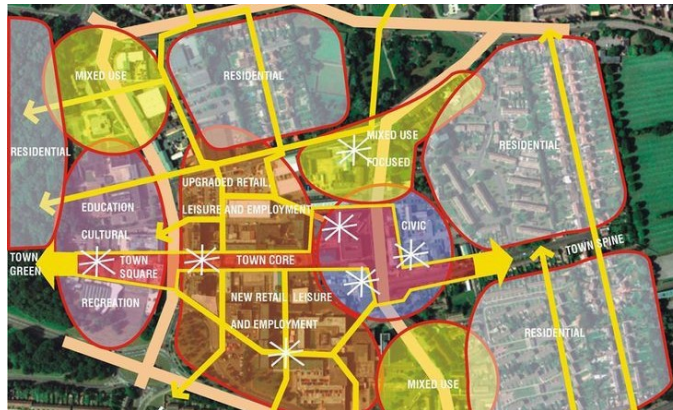 MIXED USE
RESIDENTIAL
RESIDENTIAL
MIXED USE
FOCUSED
RESIDENTIAL
RESIDENTIAL
UPGRADED RETAIL,
LEISURE AND EMPLOYMENT
EDUCATION
CULTURAL
CIVIC
TOWN
GREEN
TOWN
SQUARE
TOWN CORE
TOWN SPINE
RECREATION
NEW RETAIL LEISURE
AND EMPLOYMENT
RESIDENTIAL
MIXED USE